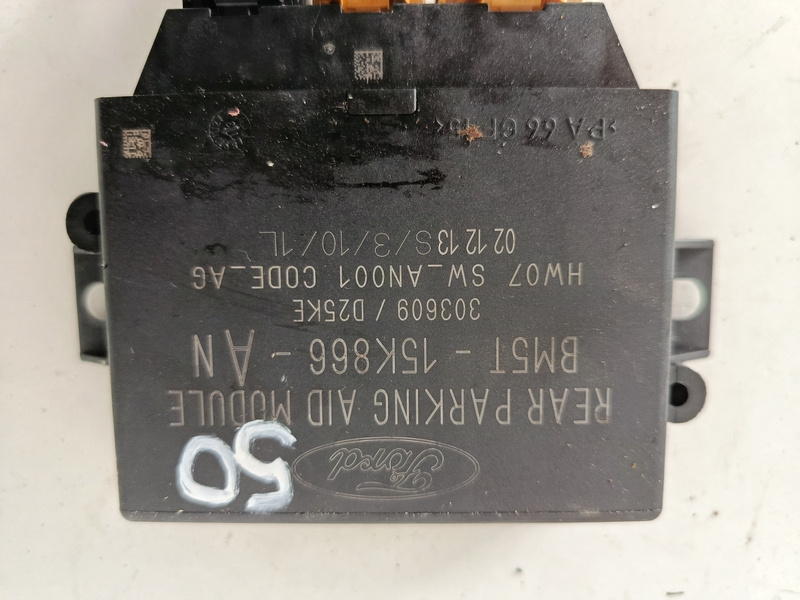 Ford
50
REAR PARKING AID MODULE
BM5T - 15K866 - AN
303609 / D25KE
HW07 SW_AN001 CODE_AG
02 12 13 S/3/10/1L